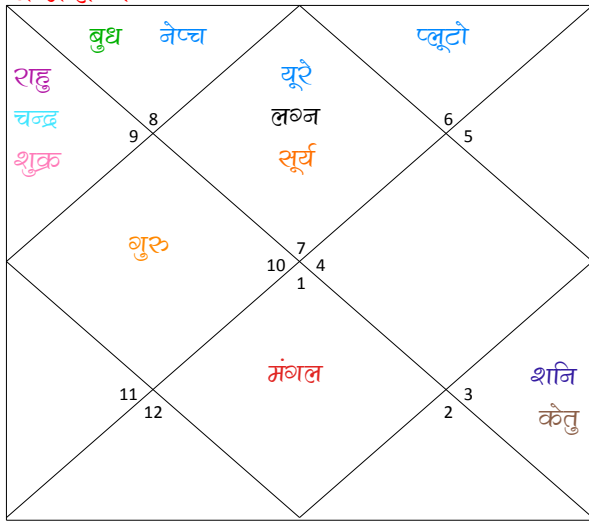 बुध नेप्च
प्लूटो
राहु
चन्द्र
शुक्र
यूरे
लग्न
सूर्य
8
9
6
5
गुरु
7
10 4
1
मंगल
शनि
केतु
11
12
3
2